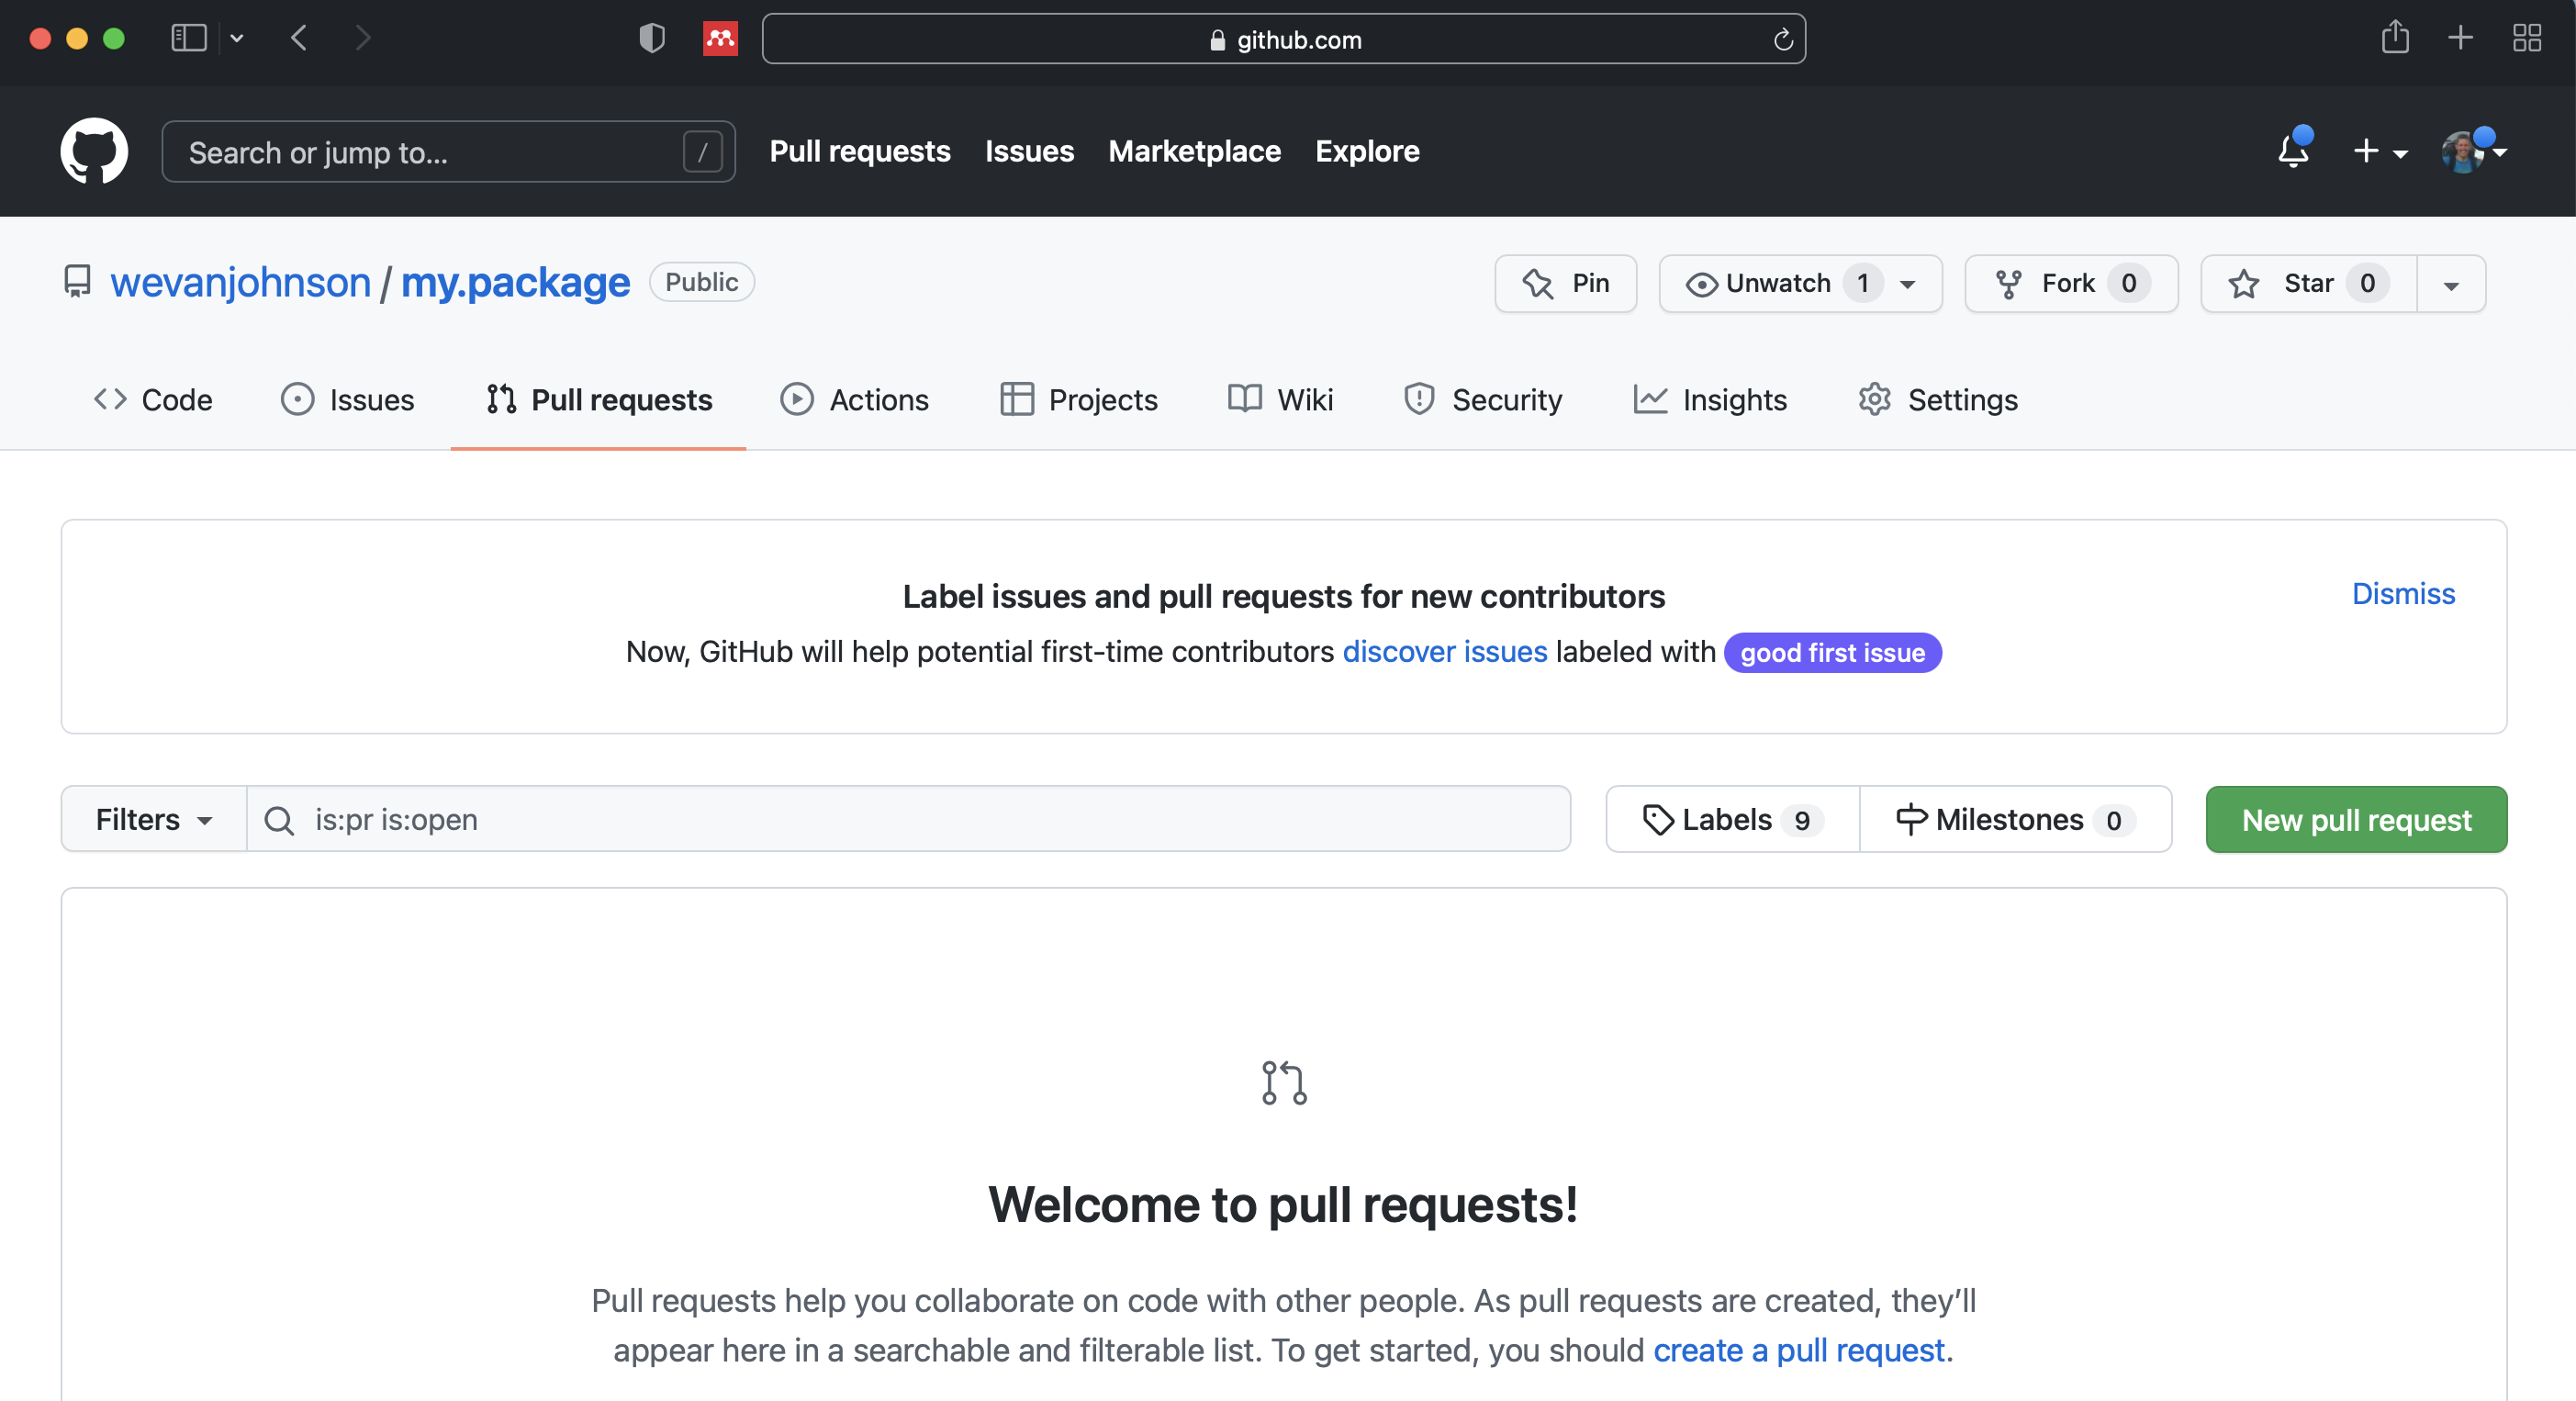 github.com
Search or jump to... / Pull requests Issues Marketplace Explore
wevanjohnson / my.package Public Pin Unwatch 1 Fork 0 Star 0
Code Issues Pull requests Actions Projects Wiki Security Insights Settings
Label issues and pull requests for new contributors
Dismiss
Now, GitHub will help potential first-time contributors discover issues labeled with good first issue
Filters is:pr is:open Labels 9 Milestones 0 New pull request
Welcome to pull requests!
Pull requests help you collaborate on code with other people. As pull requests are created, they’ll
appear here in a searchable and filterable list. To get started, you should create a pull request.